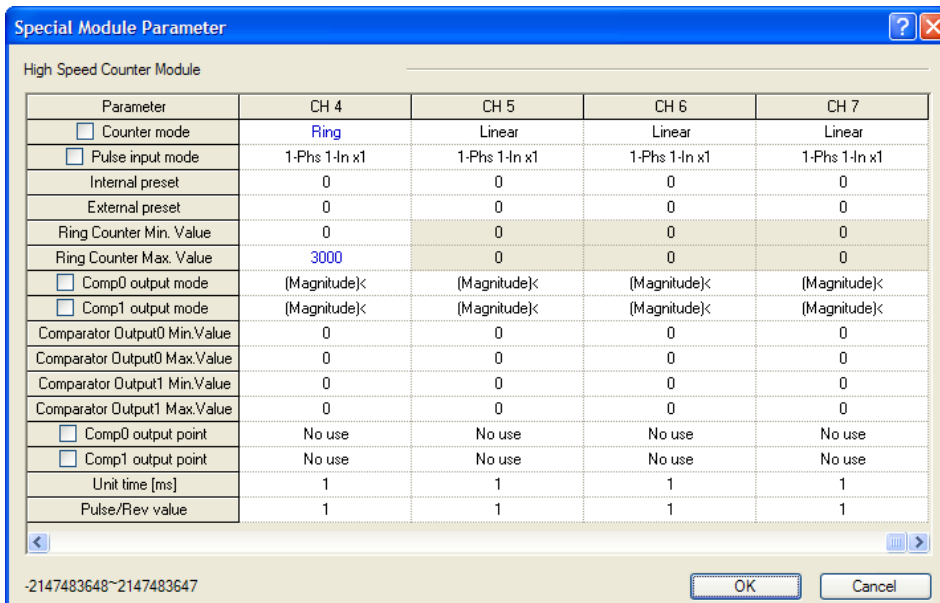 Special Module Parameter
High Speed Counter Module
Parameter CH 4 CH 5 CH 6 CH 7
Counter mode Ring Linear Linear Linear
Pulse input mode 1-Phs 1-In x1 1-Phs 1-In x1 1-Phs 1-In x1 1-Phs 1-In x1
Internal preset 0 0 0 0
External preset 0 0 0 0
Ring Counter Min. Value 0 0 0 0
Ring Counter Max. Value 3000 0 0 0
Comp0 output mode (Magnitude)< (Magnitude)< (Magnitude)< (Magnitude)<
Comp1 output mode (Magnitude)< (Magnitude)< (Magnitude)< (Magnitude)<
Comparator Output0 Min.Value 0 0 0 0
Comparator Output0 Max.Value 0 0 0 0
Comparator Output1 Min.Value 0 0 0 0
Comparator Output1 Max.Value 0 0 0 0
Comp0 output point No use No use No use No use
Comp1 output point No use No use No use No use
Unit time [ms] 1 1 1 1
Pulse/Rev value 1 1 1 1
-2147483648~2147483647 OK Cancel